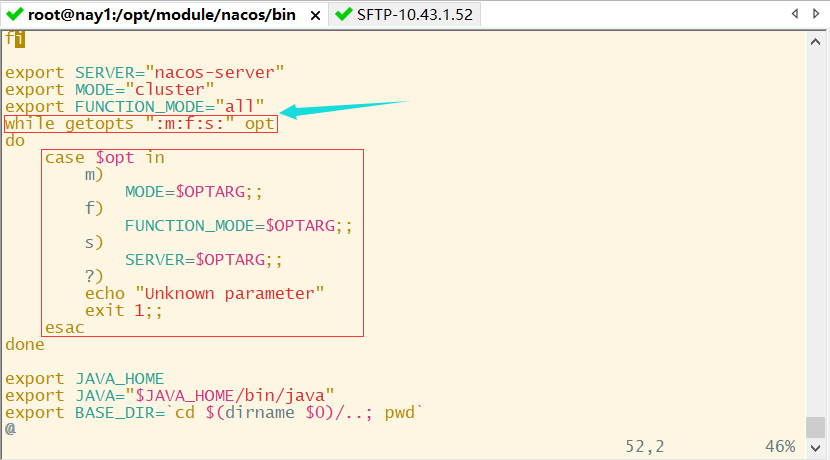 root@nay1:/opt/module/nacos/bin × SFTP-10.43.1.52
fi
export SERVER="nacos-server"
export MODE="cluster"
export FUNCTION_MODE="all"
while getopts ":m:f:s:" opt
do
    case $opt in
        m)
            MODE=$OPTARG;;
        f)
            FUNCTION_MODE=$OPTARG;;
        s)
            SERVER=$OPTARG;;
        ?)
        echo "Unknown parameter"
        exit 1;;
    esac
done
export JAVA_HOME
export JAVA="$JAVA_HOME/bin/java"
export BASE_DIR=`cd $(dirname $0)/..; pwd`
@
52,2 46%